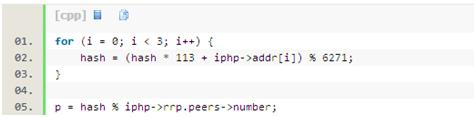 [cpp]
01. for (i = 0; i < 3; i++) {
02.     hash = (hash * 113 + iphp->addr[i]) % 6271;
03. }
04.
05. p = hash % iphp->rrp.peers->number;